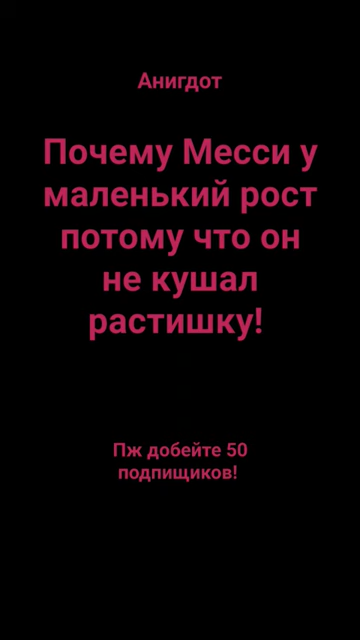 Анигдот
Почему Месси у
маленький рост
потому что он
не кушал
растишку!
Пж добейте 50
подпищиков!